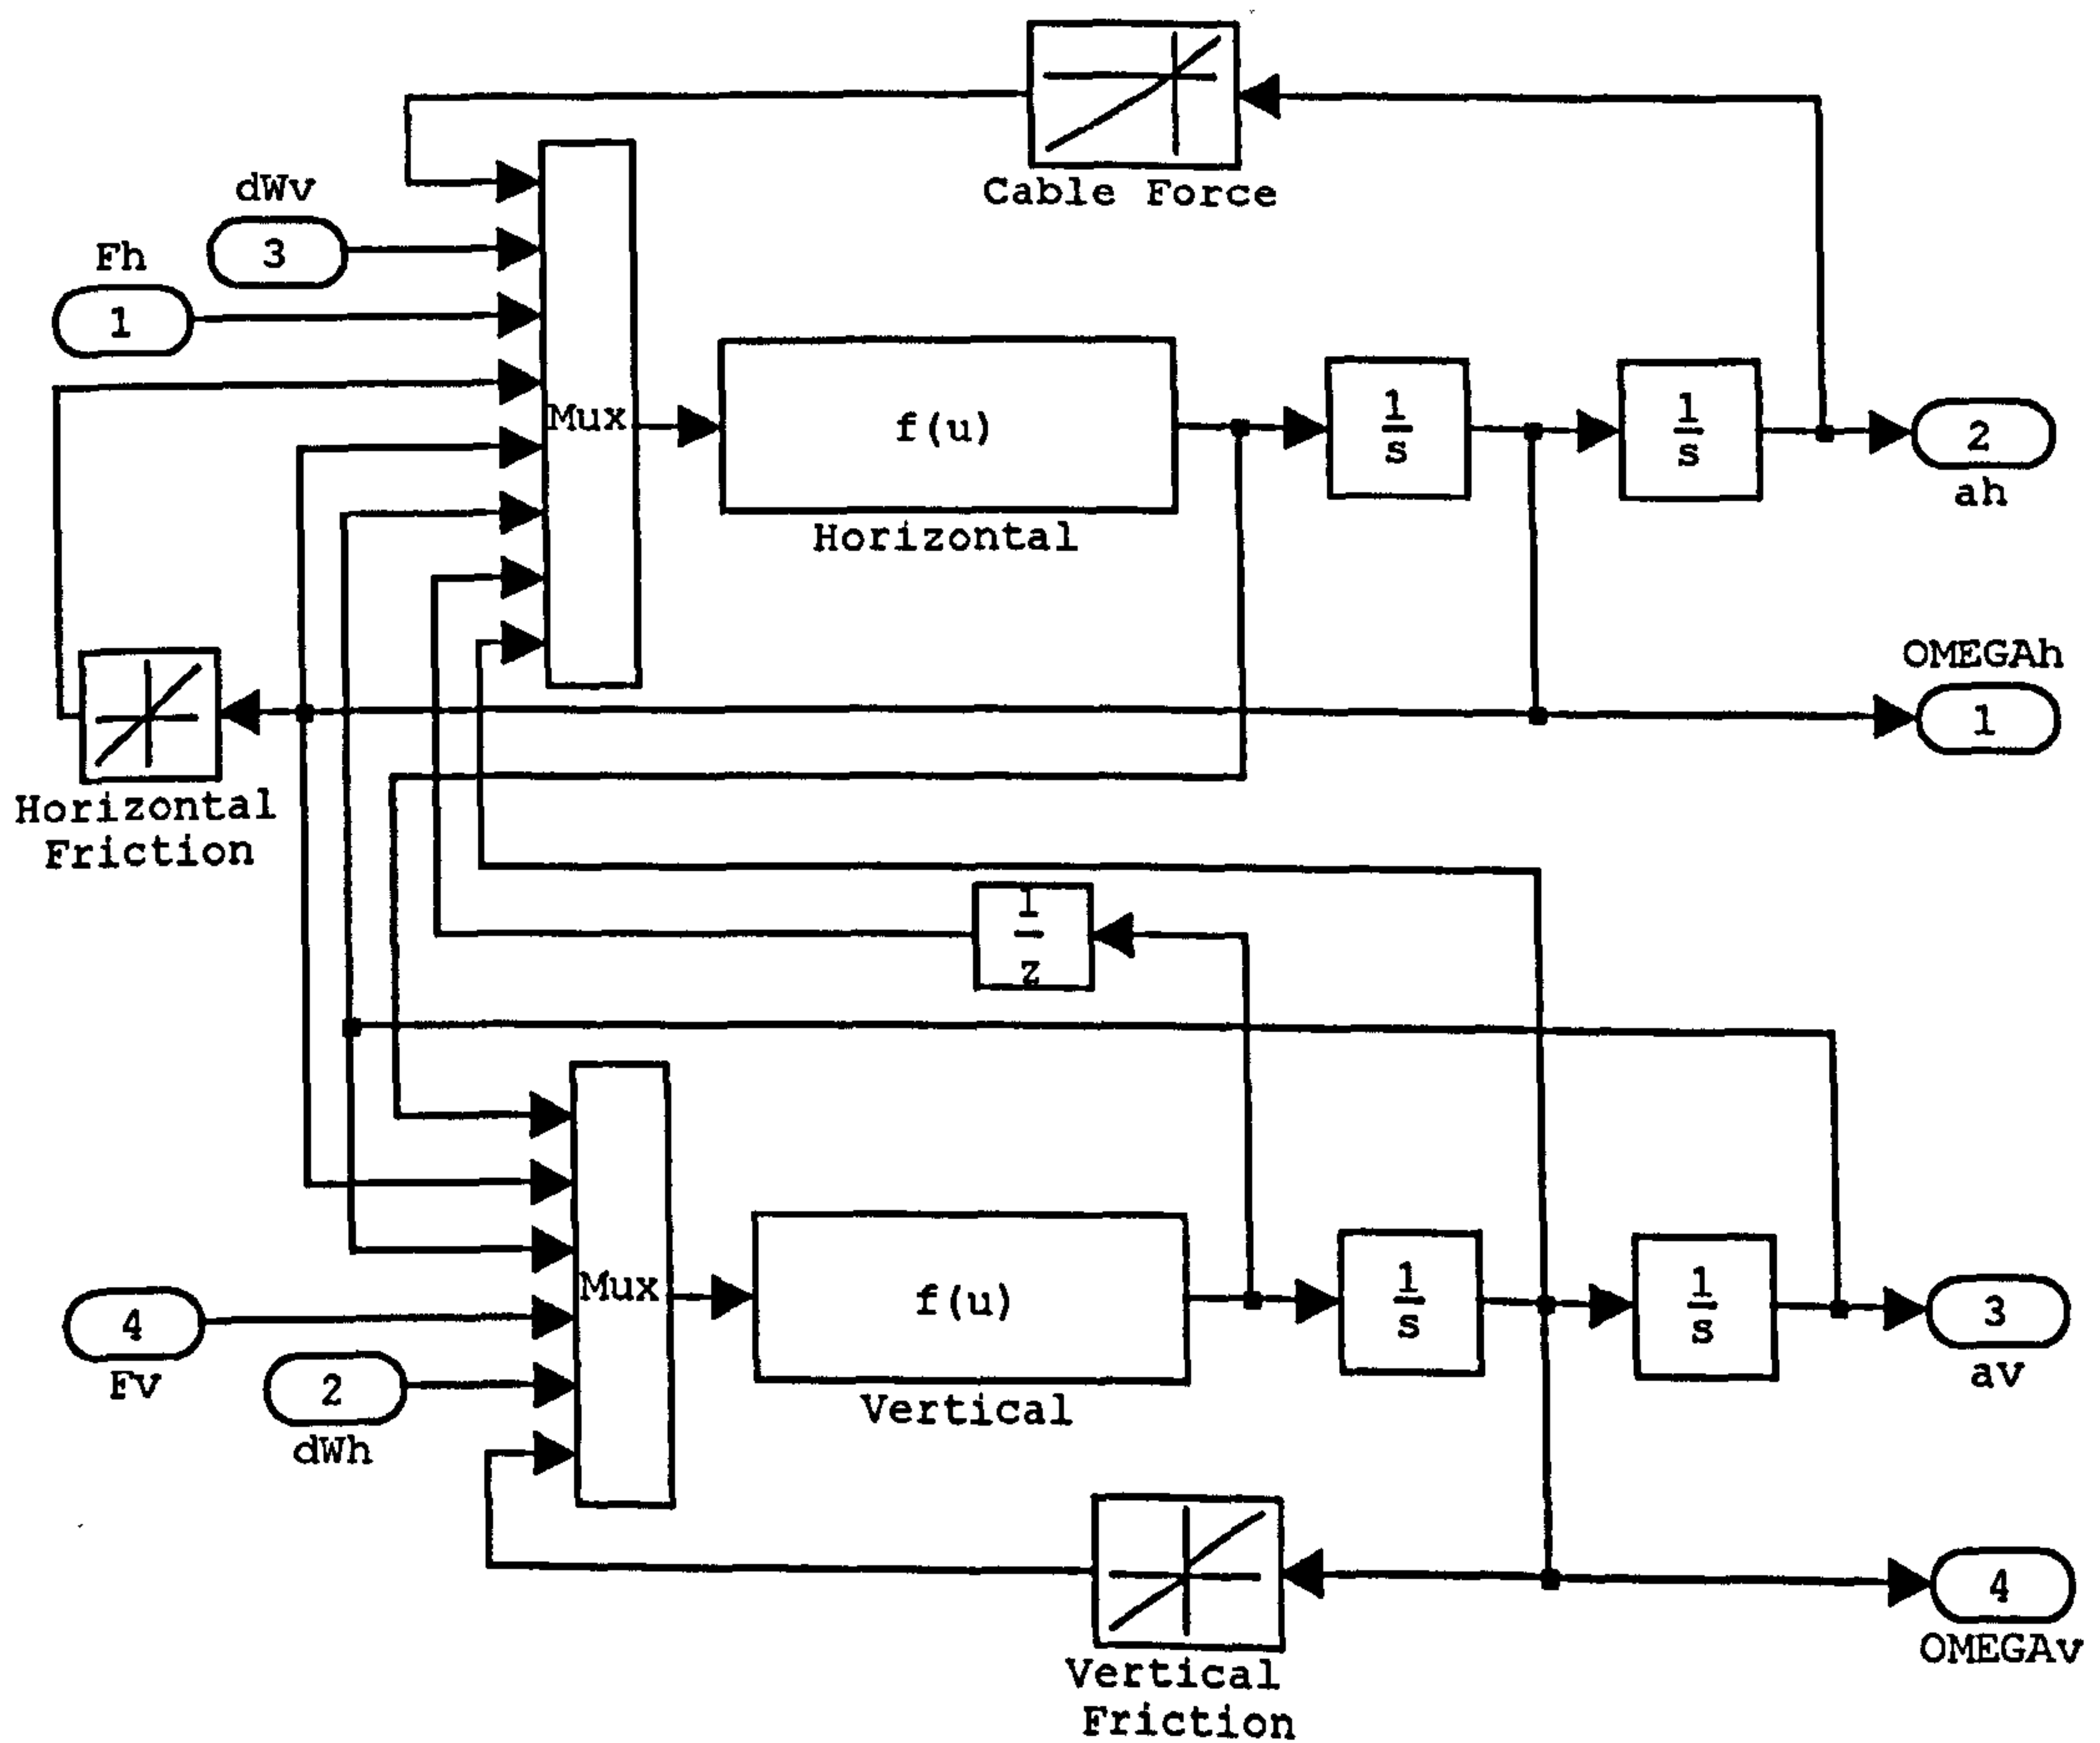 Cable Force
dWv
3
Fh
1
Mux
f(u)
Horizontal
1
s
1
s
2
ah
OMEGAh
1
Horizontal
Friction
1
z
Mux
f(u)
Vertical
1
s
1
s
3
av
4
Fv
2
dWh
4
OMEGAv
Vertical
Friction